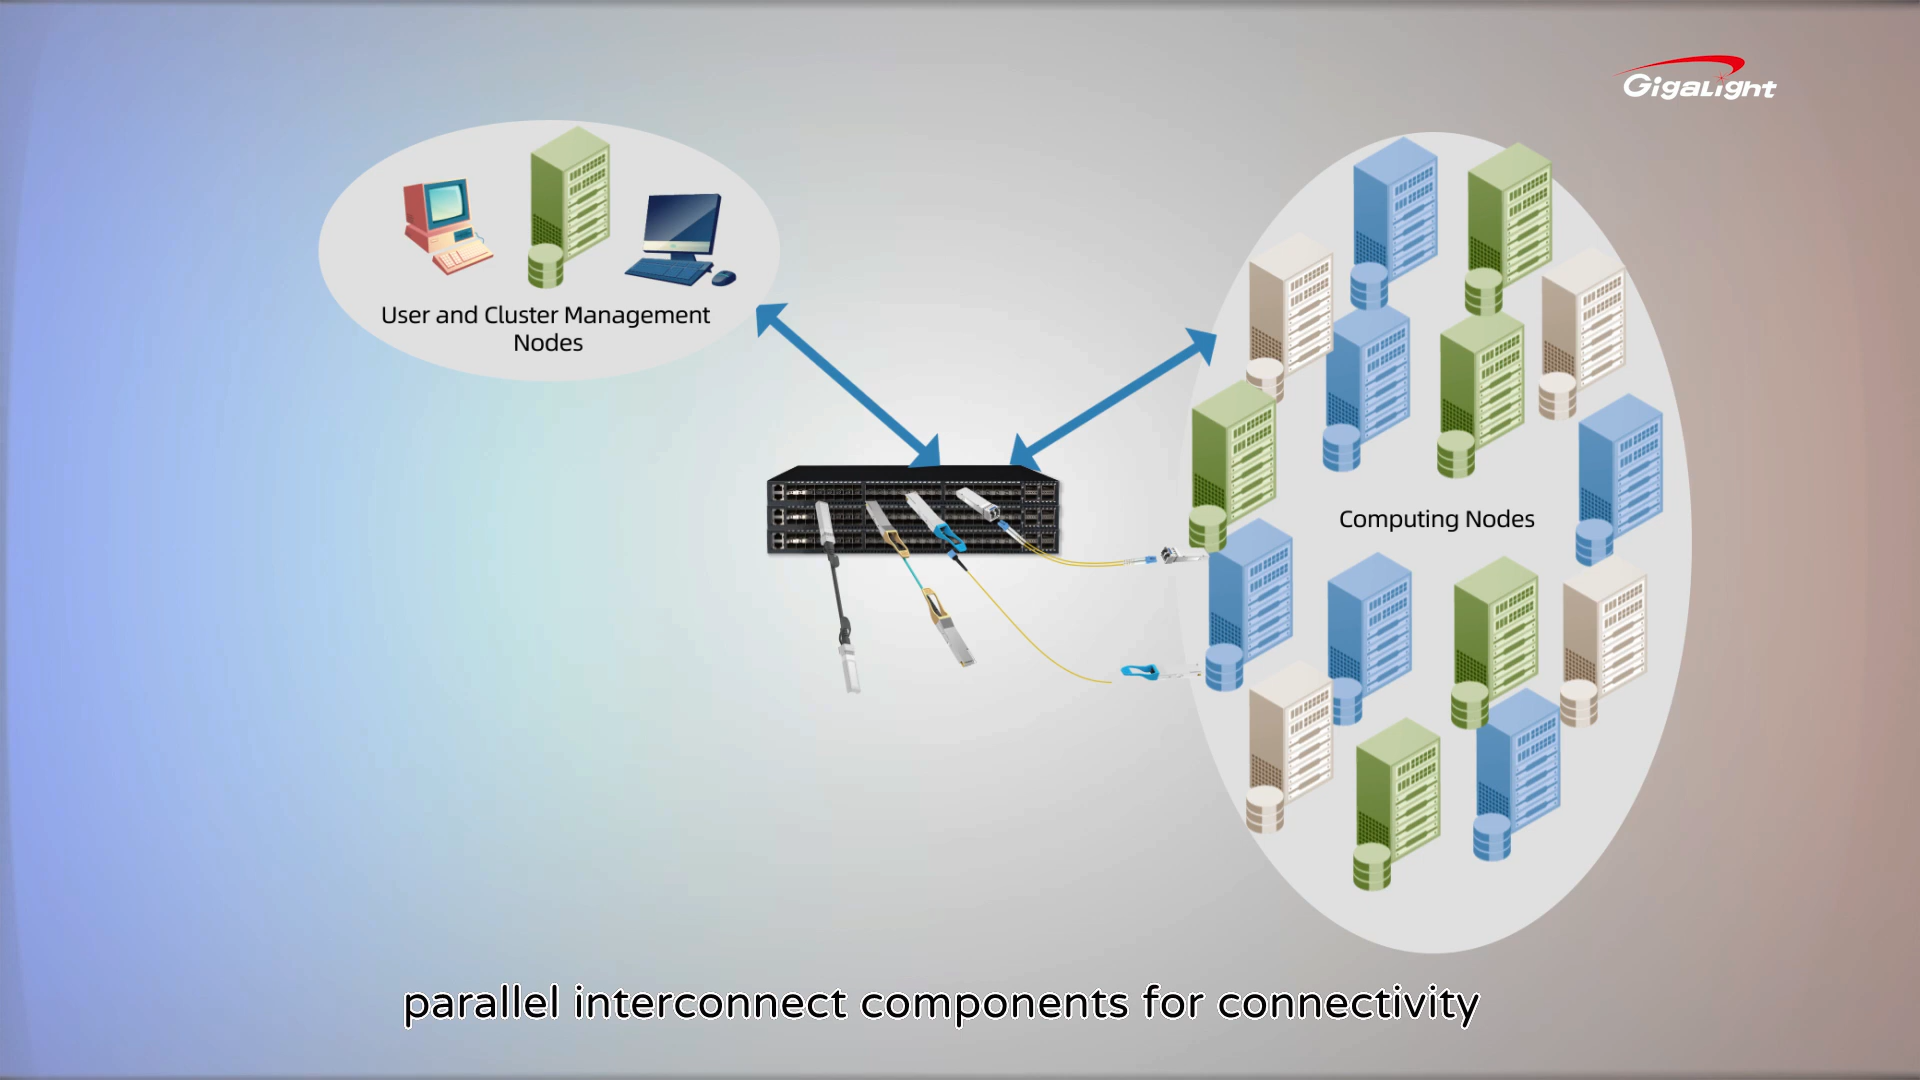 Gigalight
User and Cluster Management
Nodes
Computing Nodes
parallel interconnect components for connectivity